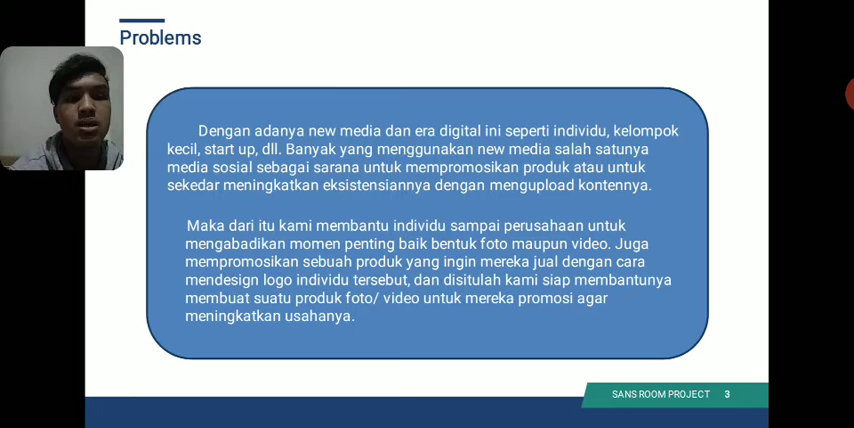 Problems
Dengan adanya new media dan era digital ini seperti individu, kelompok
kecil, start up, dll. Banyak yang menggunakan new media salah satunya
media sosial sebagai sarana untuk mempromosikan produk atau untuk
sekedar meningkatkan eksistensiannya dengan mengupload kontennya.
Maka dari itu kami membantu individu sampai perusahaan untuk
mengabadikan momen penting baik bentuk foto maupun video. Juga
mempromosikan sebuah produk yang ingin mereka jual dengan cara
mendesign logo individu tersebut, dan disitulah kami siap membantunya
membuat suatu produk foto/ video untuk mereka promosi agar
meningkatkan usahanya.
SANS ROOM PROJECT 3